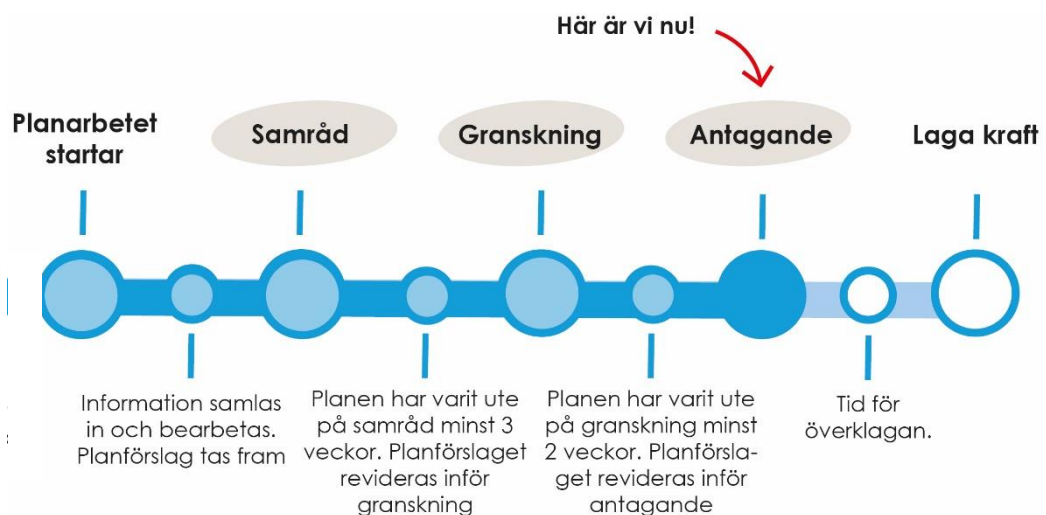 Här är vi nu!
Planarbetet
startar
Samråd
Granskning
Antagande
Laga kraft
Information samlas
in och bearbetas.
Planförslag tas fram
Planen har varit ute
på samråd minst 3
veckor. Planförslaget
revideras inför
granskning
Planen har varit ute
på granskning minst
2 veckor. Planförsla-
get revideras inför
antagande
Tid för
överklagan.